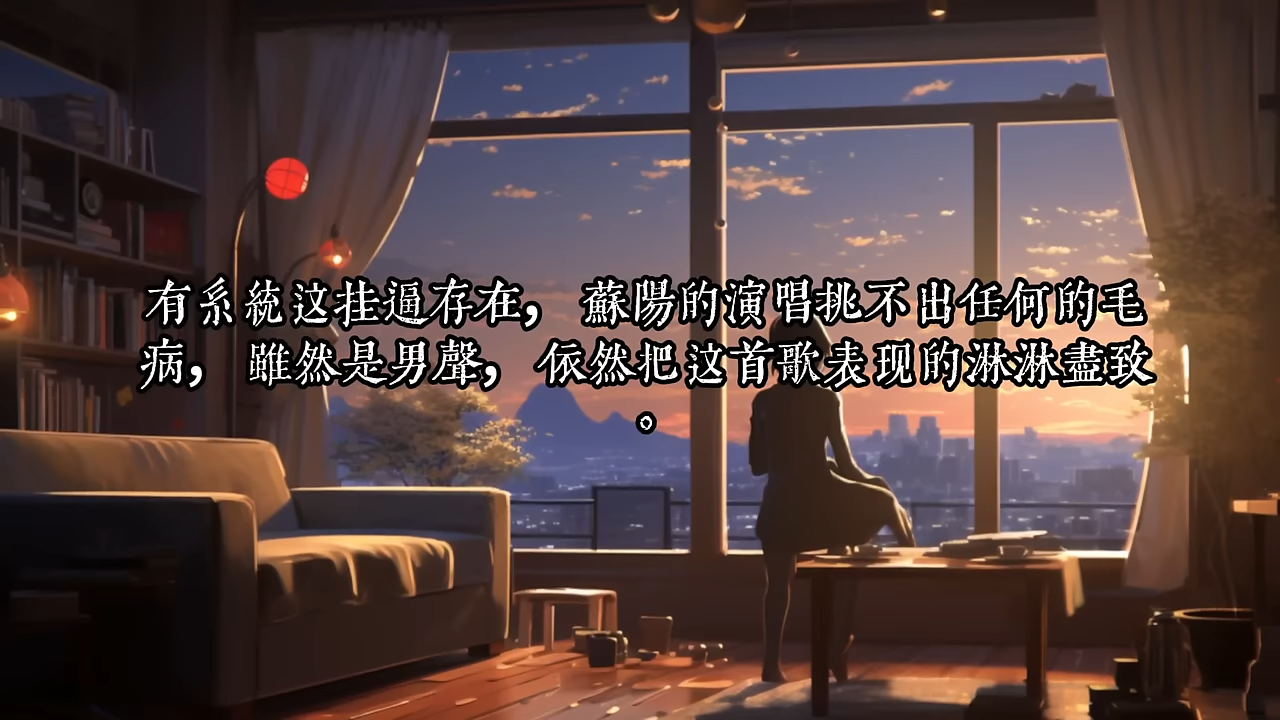 有系統这挂逼存在，蘇陽的演唱挑不出任何的毛
病，雖然是男聲，依然把这首歌表现的淋淋盡致
。